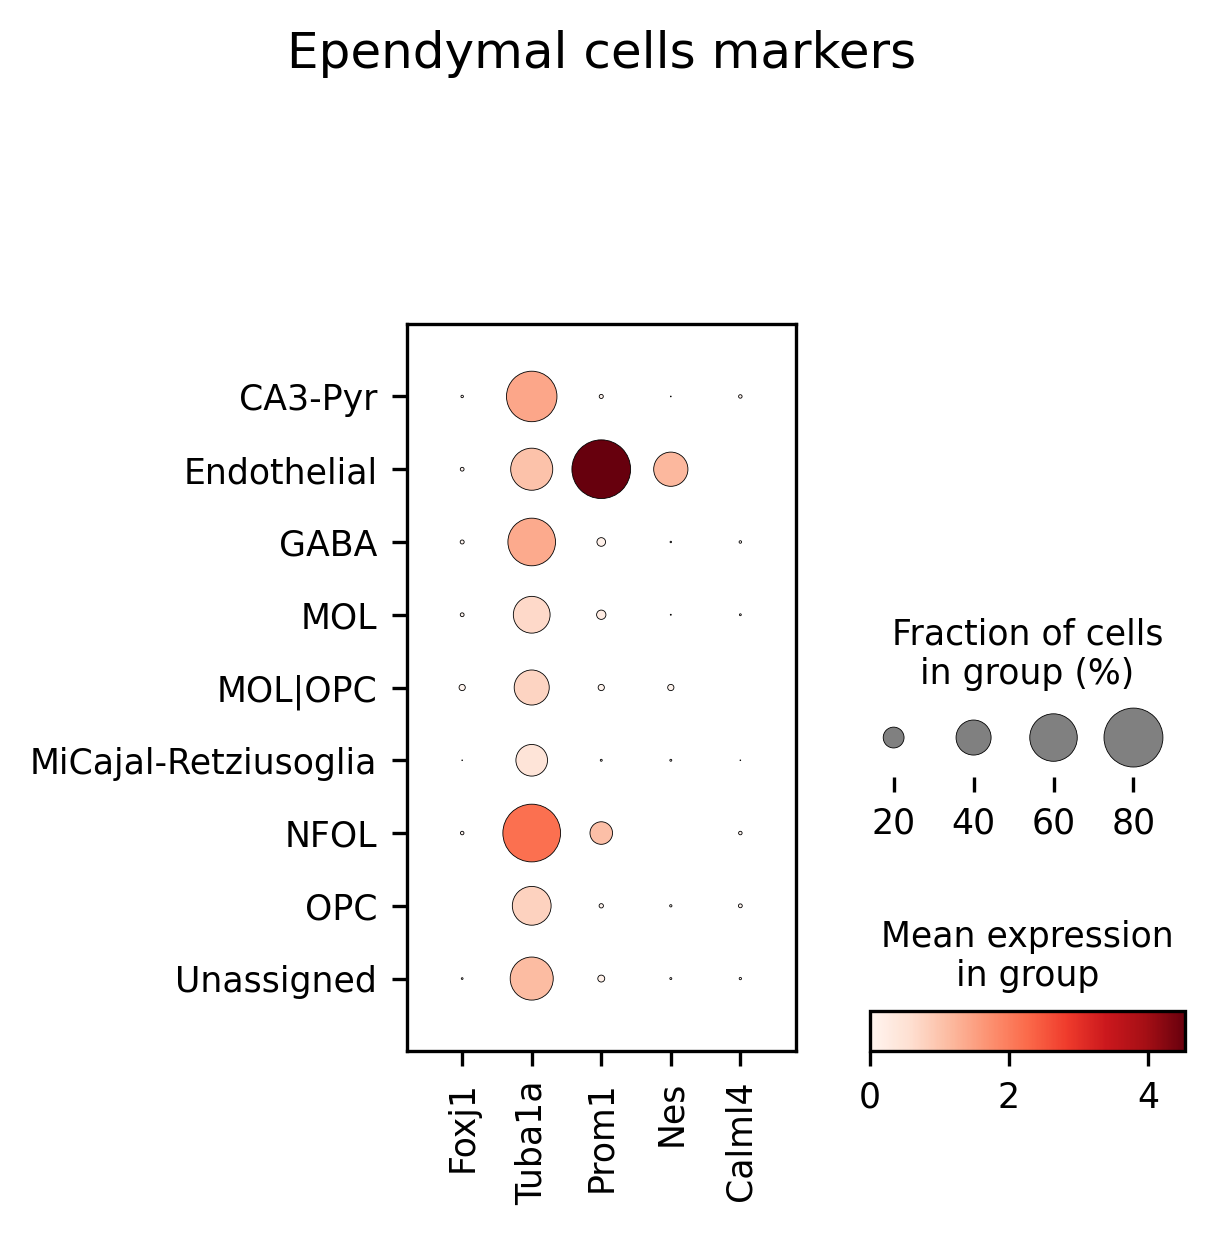 Ependymal cells markers
CA3-Pyr
Endothelial
GABA
MOL
MOL|OPC
MiCajal-Retziusoglia
NFOL
OPC
Unassigned
Foxj1
Tuba1a
Prom1
Nes
Calml4
Fraction of cells
in group (%)
20 40 60 80
Mean expression
in group
0 2 4